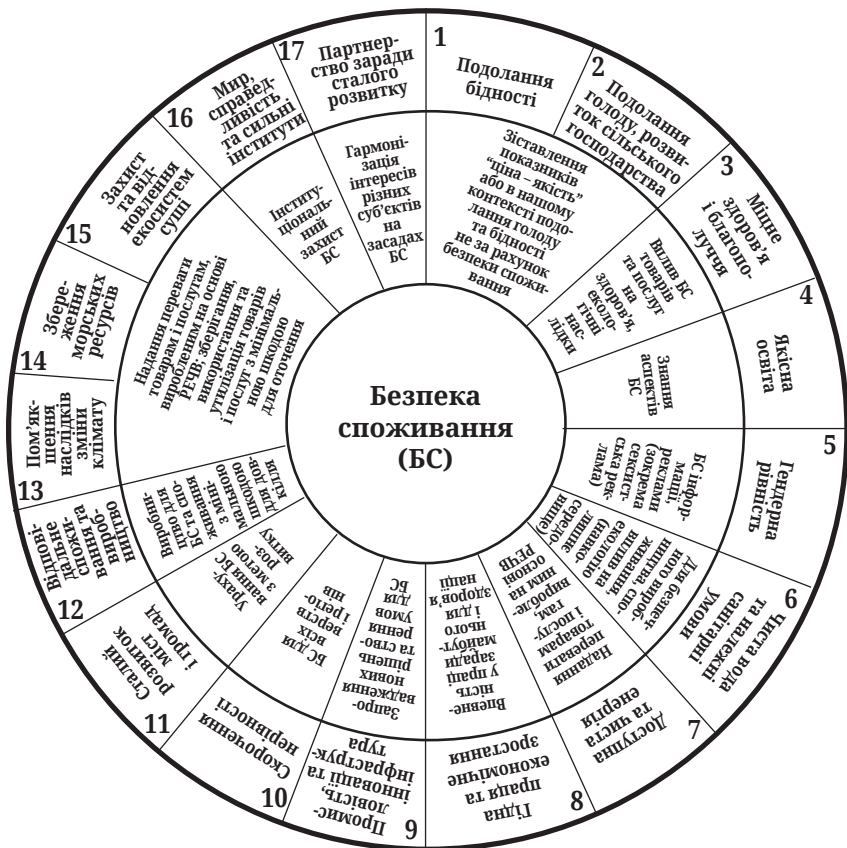 1
Подолання
бідності
2
Подолання
голоду, розви-
ток сільського
господарства
3
Міцне
здоров’я
і благопо-
луччя
4
Якісна
освіта
5
Гендерна
рівність
6
Чиста вода
та належні
санітарні
умови
7
Доступна
та чиста
енергія
8
Гідна
праця та
економічне
зростання
9
Промис-
ловість,
інновації та
інфраструк-
тура
10
Скорочення
нерівності
11
Сталий
розвиток
міст
і громад
12
Відпові-
дальне
спожи-
вання та
вироб-
ництво
13
Пом’як-
шення
наслідків
зміни
клімату
14
Збере-
ження
морських
ресурсів
15
Захист
та від-
новлення
екосистем
суші
16
Мир,
справед-
ливість
та сильні
інститути
17
Партнер-
ство заради
сталого
розвитку
Зіставлення
показників
“ціна – якість”
або в нашому
контексті подо-
лання голоду
та бідності
не за рахунок
безпеки спожи-
вання
Вплив БС
товарів
та послуг
на
здоров’я,
еколо-
гічні
нас-
лідки
Знання
аспектів
БС
БС інфор-
мації,
реклами
(зокрема
сексист-
ська рек-
лама)
Для безпеч-
ного вироб-
ництва, спо-
живання,
вплив на
екологію
(навко-
лишнє
середо-
вище)
Надання
переваги
товарам
і послу-
гам,
виробле-
ним на
основі
РЕЧВ
Впевне-
ність
у праці
заради
майбут-
нього
і для
здоров’я
нації
Запро-
вадження
нових
рішень
та ство-
рення
умов
для
БС
БС для
всіх
верств
і регіо-
нів
Ураху-
вання БС
з метою
роз-
витку
Виробни-
цтво для
БС та спо-
живання
з міні-
мальною
шкодою
для дов-
кілля
Надання переваги
товарам і послугам,
виробленим на основі
РЕЧВ; зберігання,
використання та
утилізація товарів
і послуг з мінімаль-
ною шкодою
для оточення
Інститу-
ціональ-
ний
захист
БС
Гармоні-
зація
інтересів
різних
суб’єктів
на
засадах
БС
Безпека
споживання
(БС)